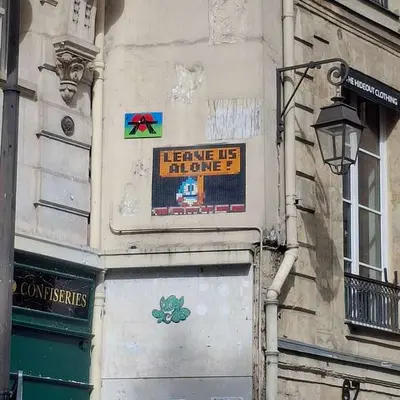 THE HIDEOUT CLOTHING
LEAVE US
ALONE !
CONFISERIES